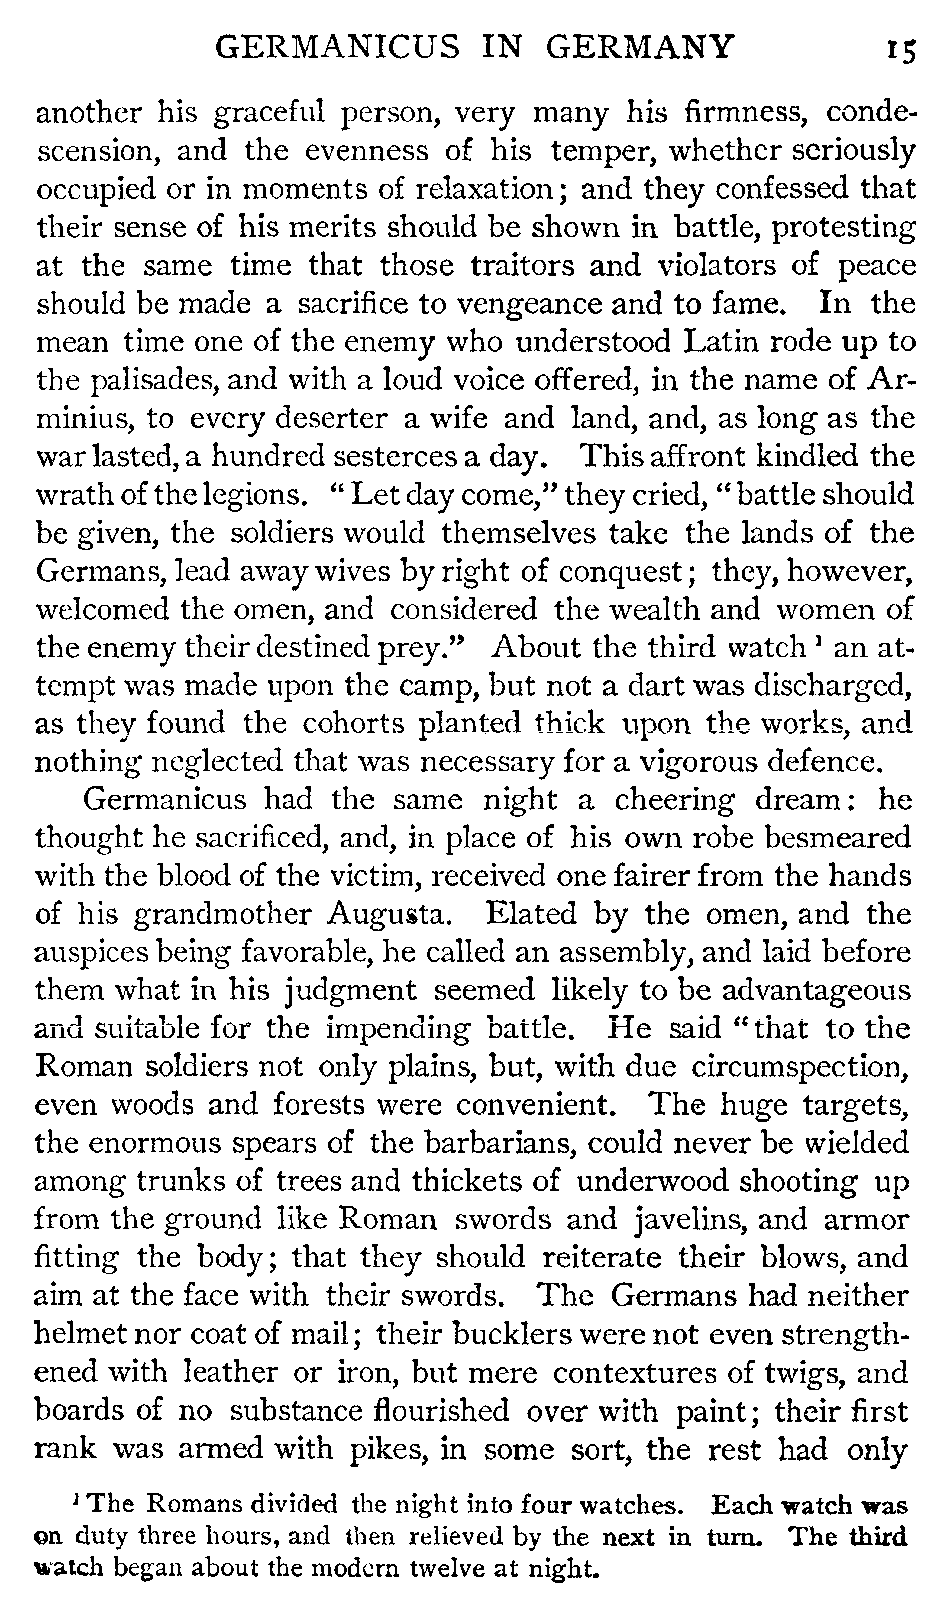 GERMANICUS IN GERMANY 15
another his graceful person, very many his firmness, conde-
scension, and the evenness of his temper, whether seriously
occupied or in moments of relaxation; and they confessed that
their sense of his merits should be shown in battle, protesting
at the same time that those traitors and violators of peace
should be made a sacrifice to vengeance and to fame. In the
mean time one of the enemy who understood Latin rode up to
the palisades, and with a loud voice offered, in the name of Ar-
minius, to every deserter a wife and land, and, as long as the
war lasted, a hundred sesterces a day. This affront kindled the
wrath of the legions. "Let day come," they cried, "battle should
be given, the soldiers would themselves take the lands of the
Germans, lead away wives by right of conquest; they, however,
welcomed the omen, and considered the wealth and women of
the enemy their destined prey." About the third watch ¹ an at-
tempt was made upon the camp, but not a dart was discharged,
as they found the cohorts planted thick upon the works, and
nothing neglected that was necessary for a vigorous defence.
Germanicus had the same night a cheering dream: he
thought he sacrificed, and, in place of his own robe besmeared
with the blood of the victim, received one fairer from the hands
of his grandmother Augusta. Elated by the omen, and the
auspices being favorable, he called an assembly, and laid before
them what in his judgment seemed likely to be advantageous
and suitable for the impending battle. He said "that to the
Roman soldiers not only plains, but, with due circumspection,
even woods and forests were convenient. The huge targets,
the enormous spears of the barbarians, could never be wielded
among trunks of trees and thickets of underwood shooting up
from the ground like Roman swords and javelins, and armor
fitting the body; that they should reiterate their blows, and
aim at the face with their swords. The Germans had neither
helmet nor coat of mail; their bucklers were not even strength-
ened with leather or iron, but mere contextures of twigs, and
boards of no substance flourished over with paint; their first
rank was armed with pikes, in some sort, the rest had only
¹ The Romans divided the night into four watches. Each watch was
on duty three hours, and then relieved by the next in turn. The third
watch began about the modern twelve at night.